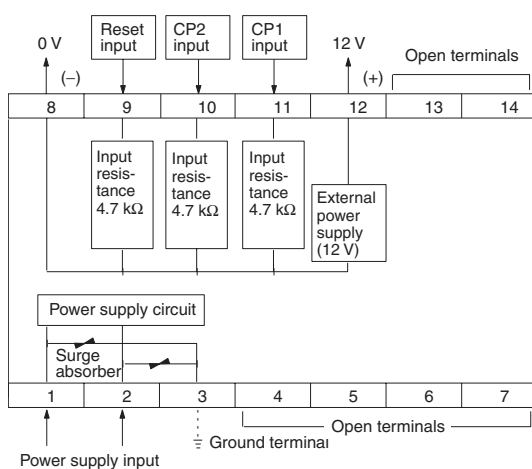 0 V
Reset
input
CP2
input
CP1
input
12 V
Open terminals
(–)
(+)
8
9
10
11
12
13
14
Input
resis-
tance
4.7 kΩ
Input
resis-
tance
4.7 kΩ
Input
resis-
tance
4.7 kΩ
External
power
supply
(12 V)
Power supply circuit
Surge
absorber
1
2
3
4
5
6
7
Open terminals
Ground terminal
Power supply input